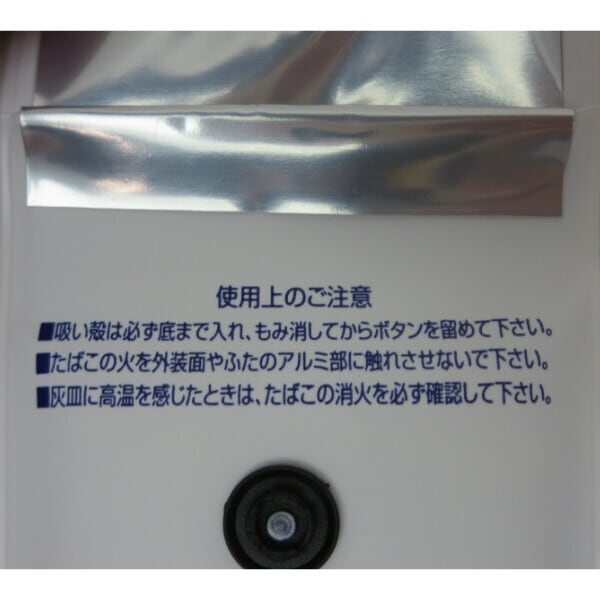 使用上のご注意
■吸い殻は必ず底まで入れ、もみ消してからボタンを留めて下さい。
■たばこの火を外装面やふたのアルミ部に触れさせないで下さい。
■灰皿に高温を感じたときは、たばこの消火を必ず確認して下さい。